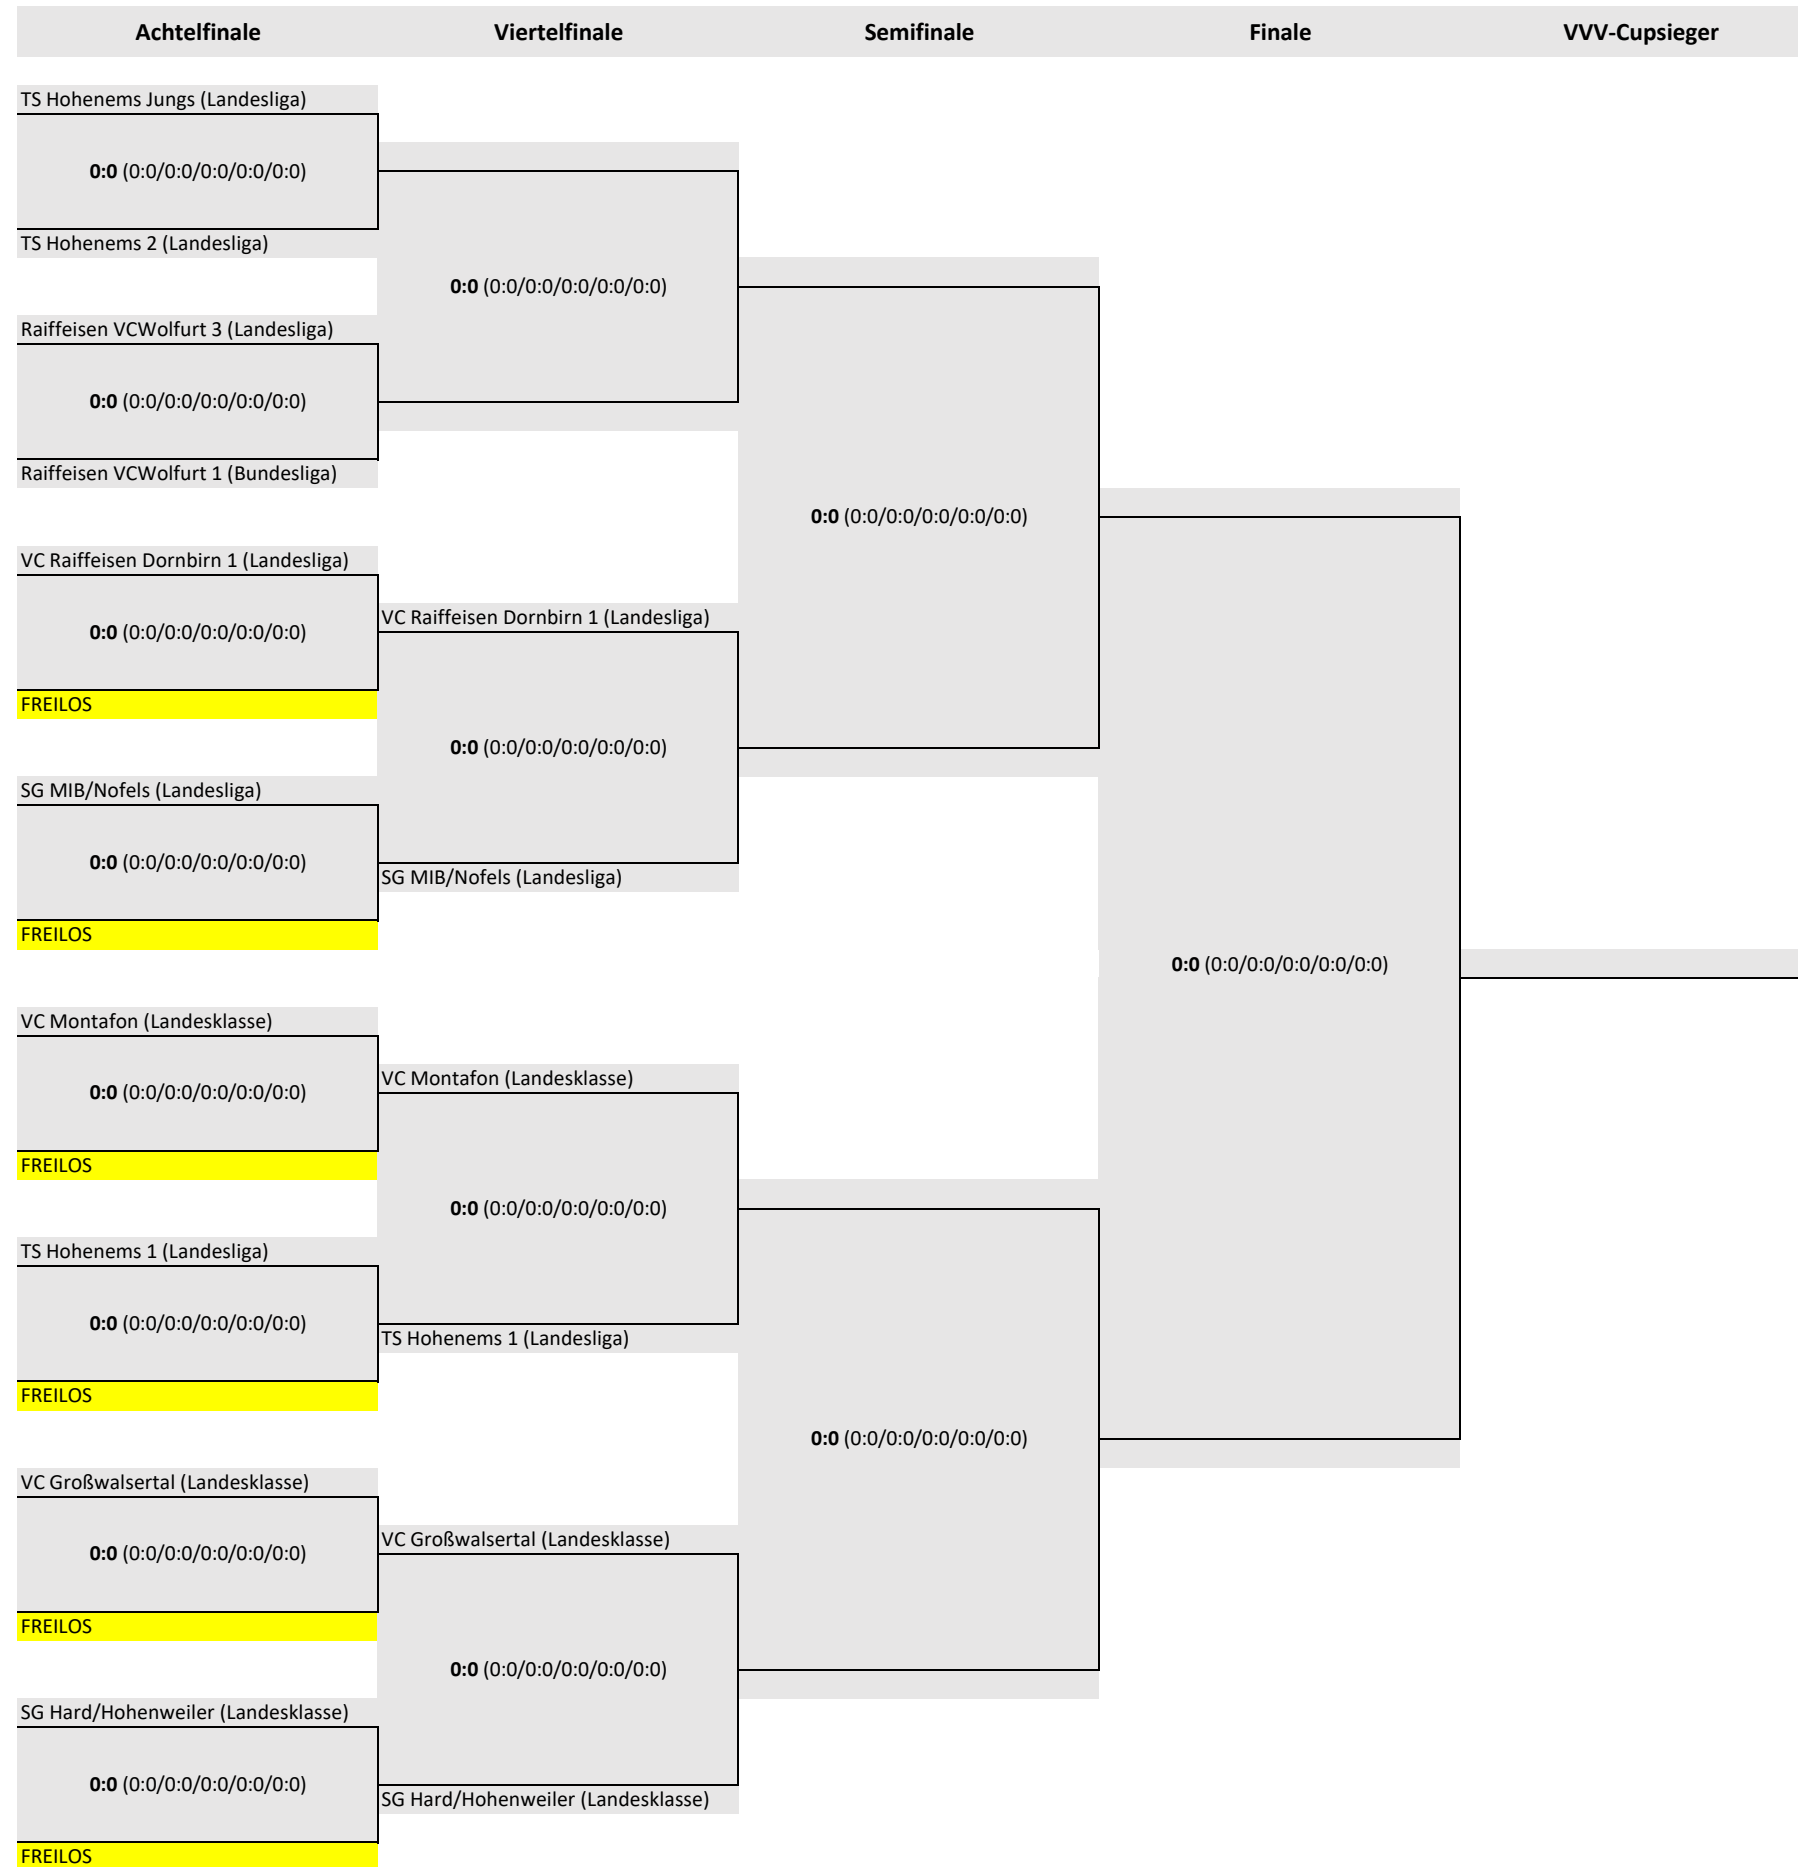 Achtelfinale Viertelfinale Semifinale Finale VVV-Cupsieger
TS Hohenems Jungs (Landesliga)
0:0 (0:0/0:0/0:0/0:0/0:0)
TS Hohenems 2 (Landesliga)
0:0 (0:0/0:0/0:0/0:0/0:0)
Raiffeisen VCWolfurt 3 (Landesliga)
0:0 (0:0/0:0/0:0/0:0/0:0)
Raiffeisen VCWolfurt 1 (Bundesliga)
0:0 (0:0/0:0/0:0/0:0/0:0)
VC Raiffeisen Dornbirn 1 (Landesliga)
VC Raiffeisen Dornbirn 1 (Landesliga)
0:0 (0:0/0:0/0:0/0:0/0:0)
FREILOS
0:0 (0:0/0:0/0:0/0:0/0:0)
SG MIB/Nofels (Landesliga)
0:0 (0:0/0:0/0:0/0:0/0:0)
SG MIB/Nofels (Landesliga)
FREILOS
0:0 (0:0/0:0/0:0/0:0/0:0)
VC Montafon (Landesklasse)
VC Montafon (Landesklasse)
0:0 (0:0/0:0/0:0/0:0/0:0)
FREILOS
0:0 (0:0/0:0/0:0/0:0/0:0)
TS Hohenems 1 (Landesliga)
0:0 (0:0/0:0/0:0/0:0/0:0)
TS Hohenems 1 (Landesliga)
FREILOS
0:0 (0:0/0:0/0:0/0:0/0:0)
VC Großwalsertal (Landesklasse)
VC Großwalsertal (Landesklasse)
0:0 (0:0/0:0/0:0/0:0/0:0)
FREILOS
0:0 (0:0/0:0/0:0/0:0/0:0)
SG Hard/Hohenweiler (Landesklasse)
0:0 (0:0/0:0/0:0/0:0/0:0)
SG Hard/Hohenweiler (Landesklasse)
FREILOS